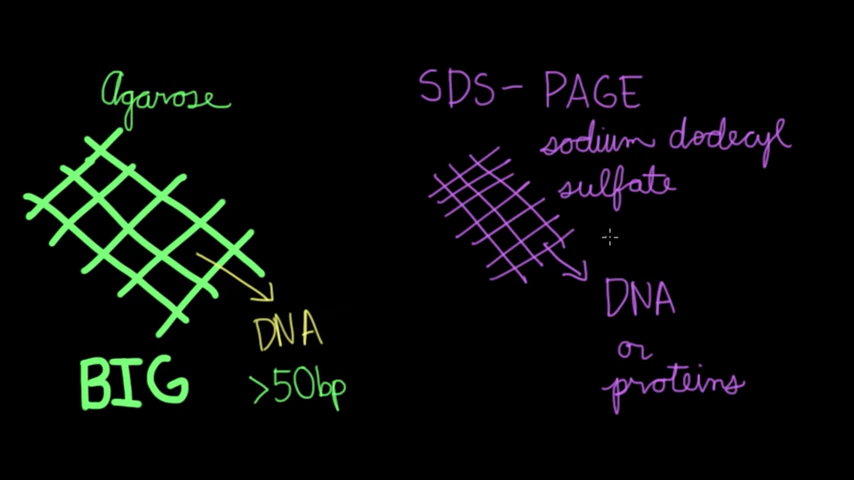 Agarose
BIG
DNA
>50bp
SDS- PAGE
sodium dodecyl
sulfate
DNA
or
proteins